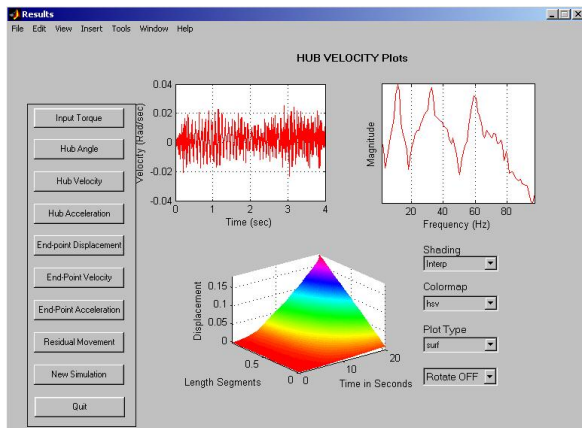 Results
File Edit View Insert Tools Window Help
HUB VELOCITY Plots
Input Torque
Hub Angle
Hub Velocity
Hub Acceleration
End-point Displacement
End-Point Velocity
End-Point Acceleration
Residual Movement
New Simulation
Quit
Velocity (Rad/sec)
0.04
0.02
0
-0.02
-0.04
0 1 2 3 4
Time (sec)
Magnitude
20 40 60 80
Frequency (Hz)
Displacement
0.15
0.1
0.05
0
0.5
0
Length Segments
0 10 20
Time in Seconds
Shading
Interp
Colormap
hsv
Plot Type
surf
Rotate OFF